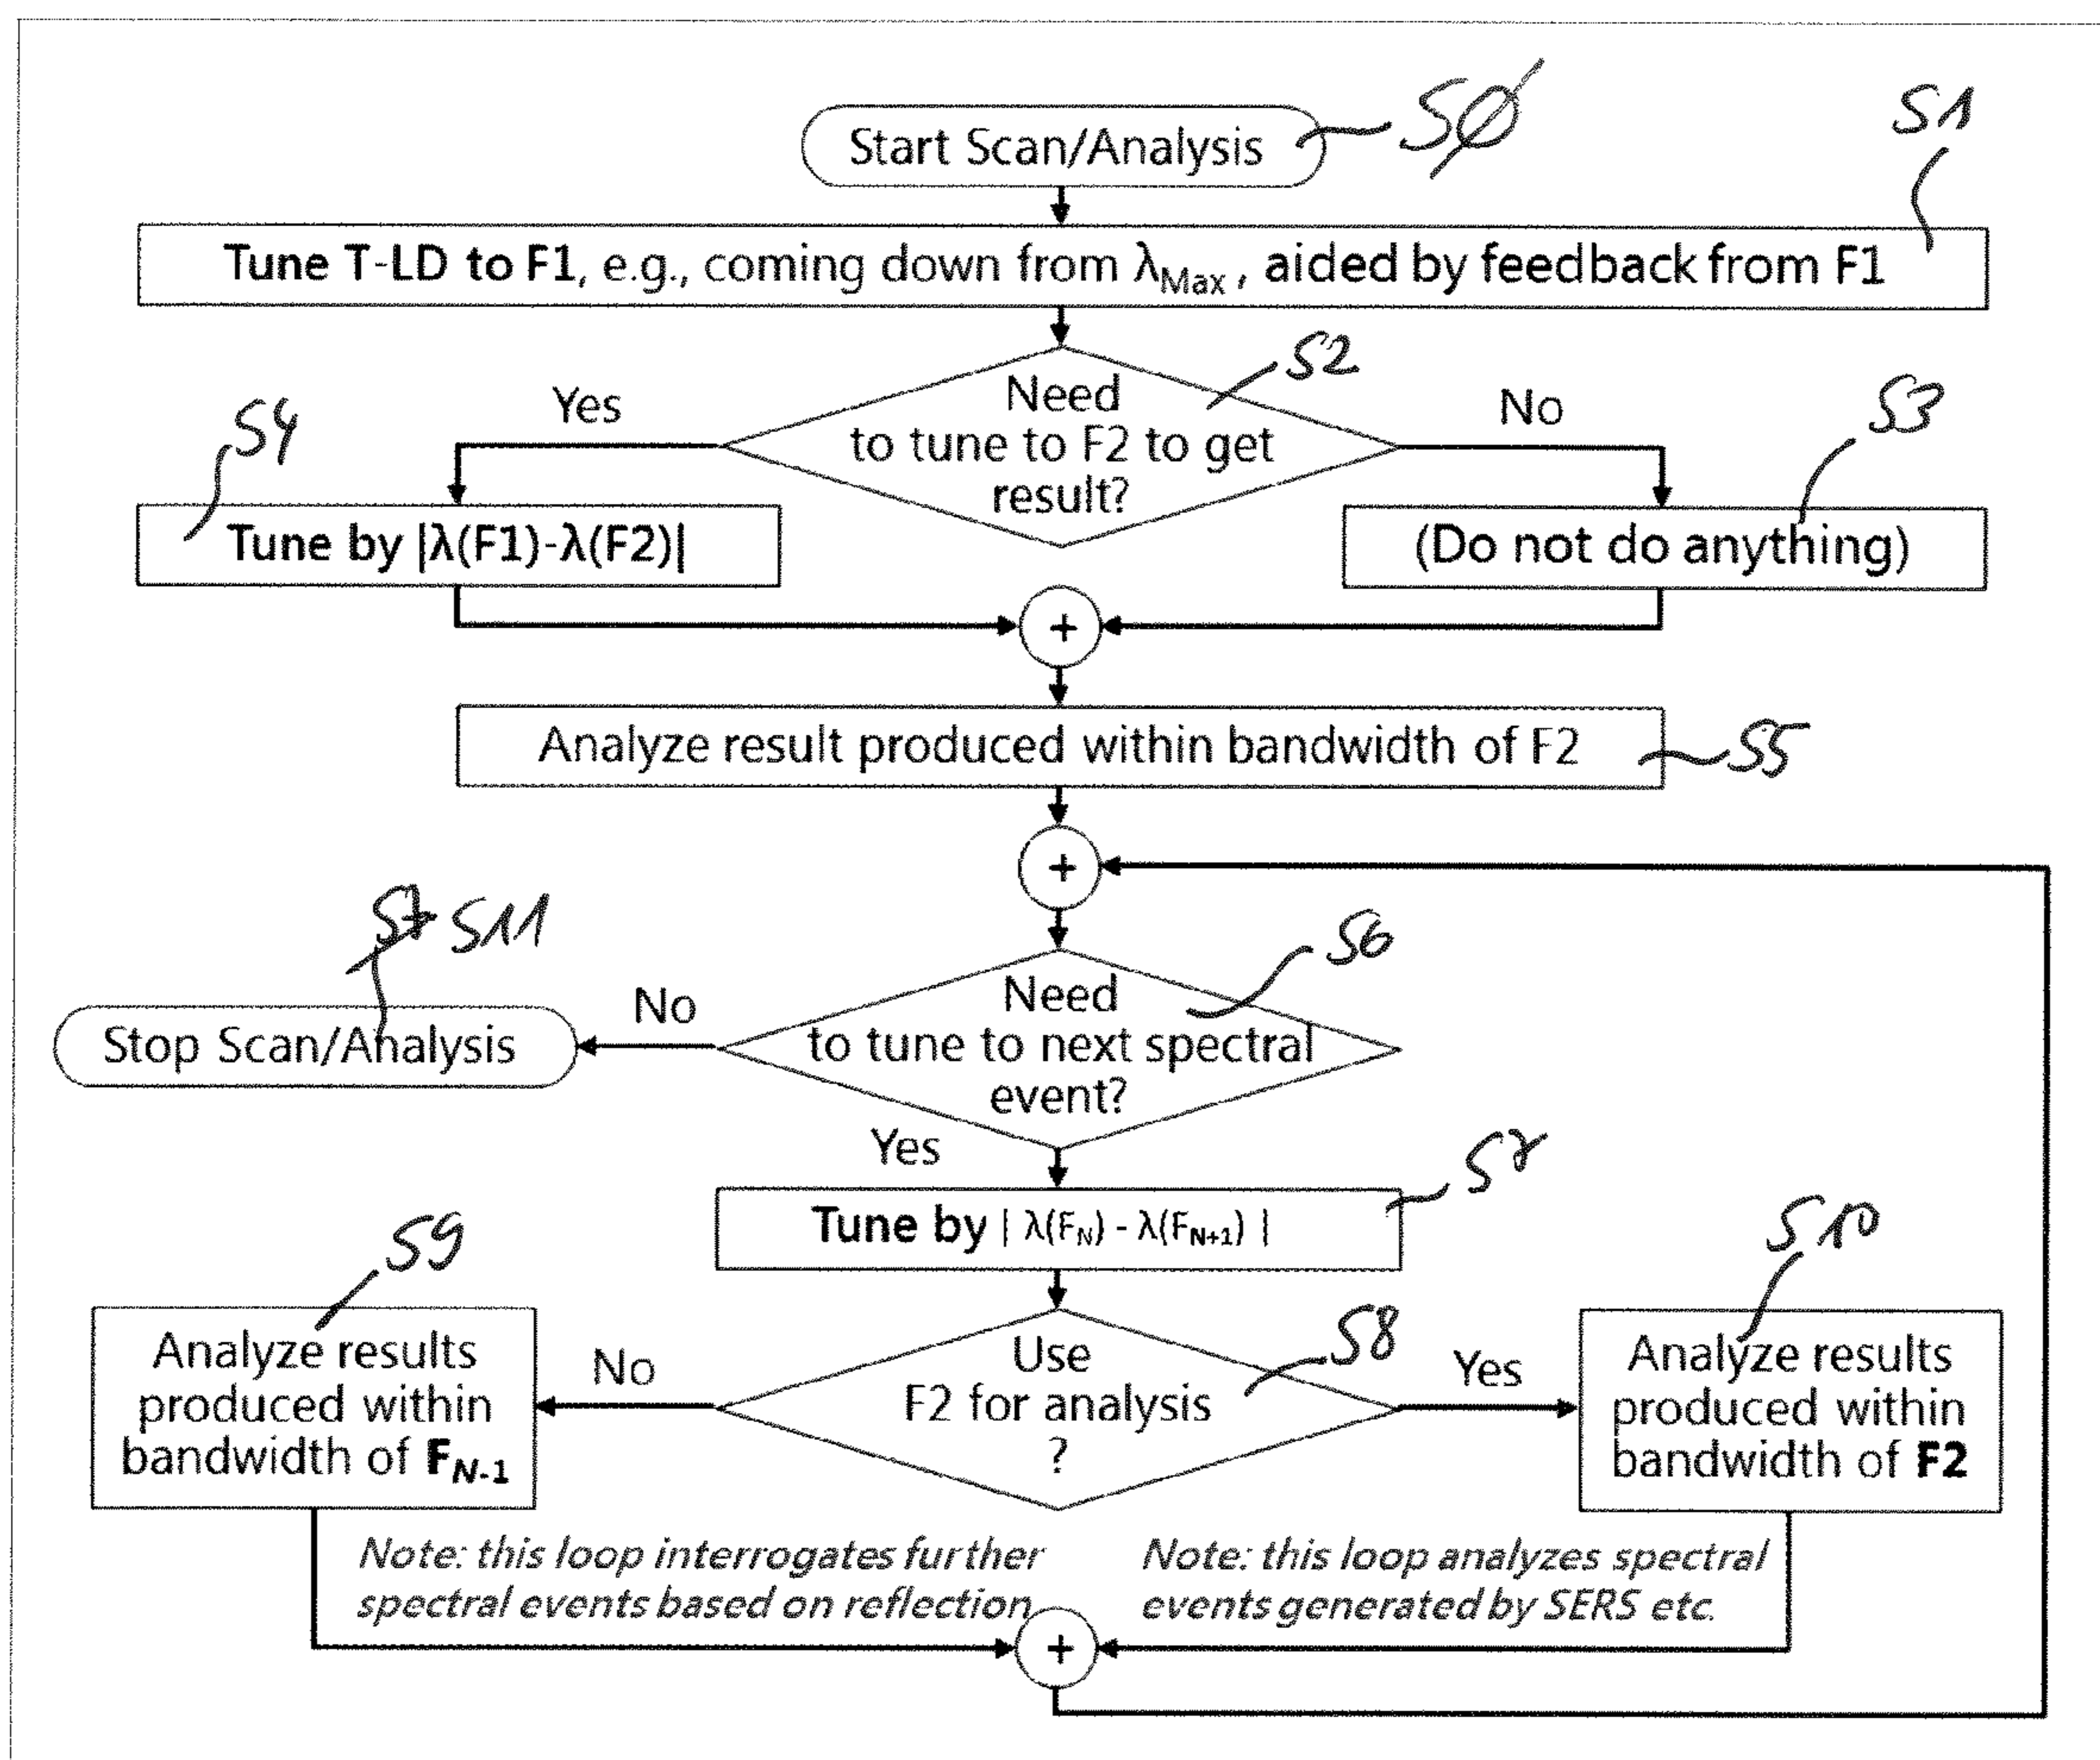 Start Scan/Analysis
SØ
S1
Tune T-LD to F1, e.g., coming down from λMax, aided by feedback from F1
S2
Need
to tune to F2 to get
result?
Yes
No
S4
S3
Tune by |λ(F1)-λ(F2)|
(Do not do anything)
+
Analyze result produced within bandwidth of F2
S5
+
S7 S11
S6
Need
to tune to next spectral
event?
No
Stop Scan/Analysis
Yes
S7
Tune by | λ(FN) - λ(FN+1) |
S9
S10
S8
Use
F2 for analysis
?
No
Yes
Analyze results
produced within
bandwidth of FN-1
Analyze results
produced within
bandwidth of F2
Note: this loop interrogates further
spectral events based on reflection
Note: this loop analyzes spectral
events generated by SERS etc.
+